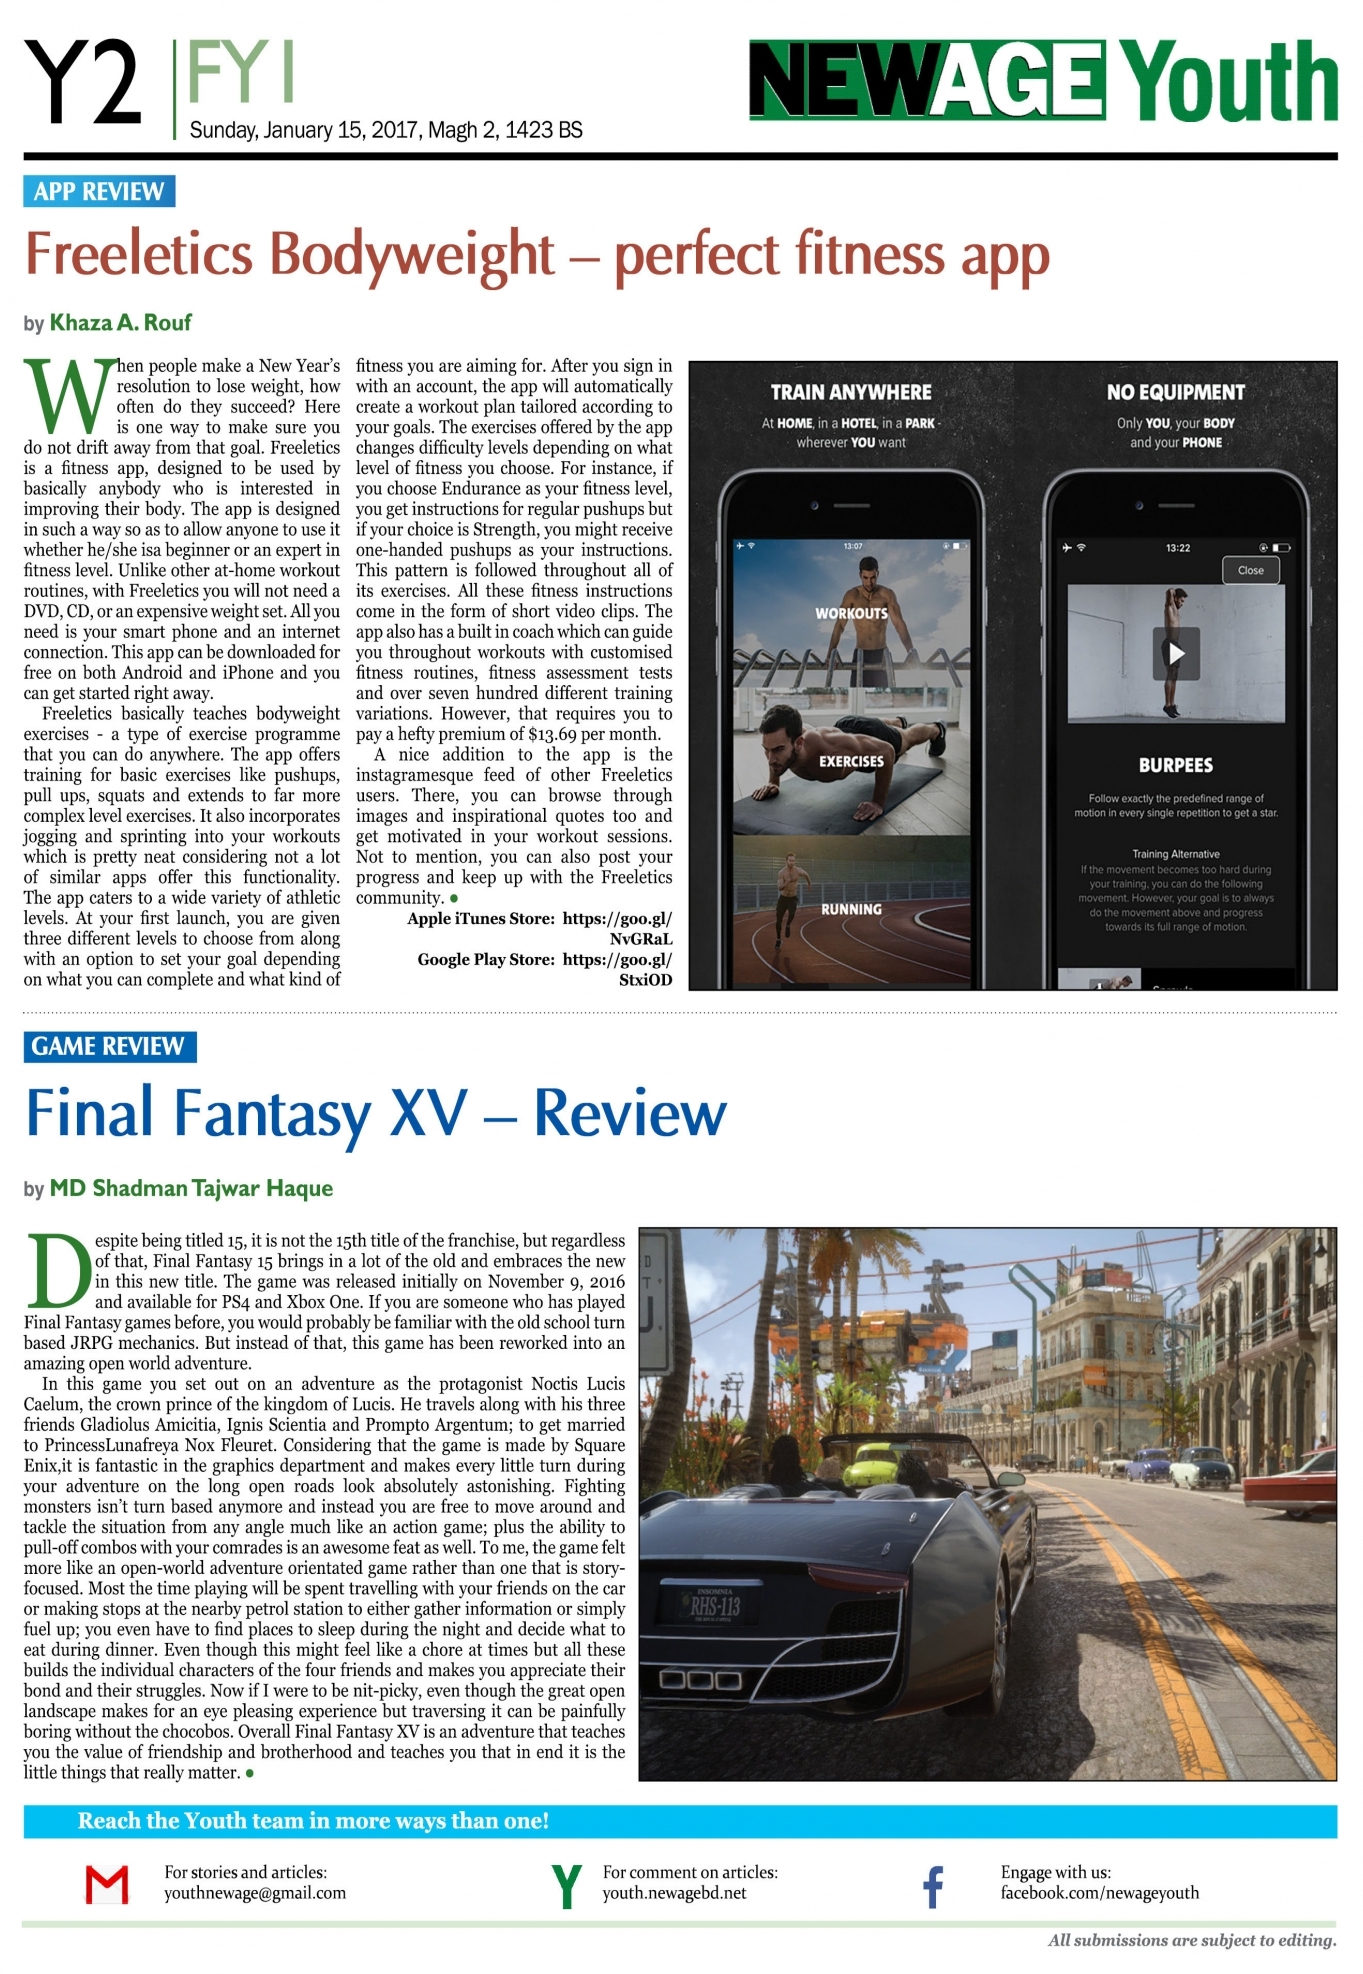 Y2
FYI
Sunday, January 15, 2017, Magh 2, 1423 BS
NEWAGE Youth
APP REVIEW
Freeletics Bodyweight – perfect fitness app
by Khaza A. Rouf
When people make a New Year's
resolution to lose weight, how
often do they succeed? Here
is one way to make sure you
do not drift away from that goal. Freeletics
is a fitness app, designed to be used by
basically anybody who is interested in
improving their body. The app is designed
in such a way so as to allow anyone to use it
whether he/she isa beginner or an expert in
fitness level. Unlike other at-home workout
routines, with Freeletics you will not need a
DVD, CD, or an expensive weight set. All you
need is your smart phone and an internet
connection. This app can be downloaded for
free on both Android and iPhone and you
can get started right away.
Freeletics basically teaches bodyweight
exercises - a type of exercise programme
that you can do anywhere. The app offers
training for basic exercises like pushups,
pull ups, squats and extends to far more
complex level exercises. It also incorporates
jogging and sprinting into your workouts
which is pretty neat considering not a lot
of similar apps offer this functionality.
The app caters to a wide variety of athletic
levels. At your first launch, you are given
three different levels to choose from along
with an option to set your goal depending
on what you can complete and what kind of
fitness you are aiming for. After you sign in
with an account, the app will automatically
create a workout plan tailored according to
your goals. The exercises offered by the app
changes difficulty levels depending on what
level of fitness you choose. For instance, if
you choose Endurance as your fitness level,
you get instructions for regular pushups but
if your choice is Strength, you might receive
one-handed pushups as your instructions.
This pattern is followed throughout all of
its exercises. All these fitness instructions
come in the form of short video clips. The
app also has a built in coach which can guide
you throughout workouts with customised
fitness routines, fitness assessment tests
and over seven hundred different training
variations. However, that requires you to
pay a hefty premium of $13.69 per month.
A nice addition to the app is the
instagramesque feed of other Freeletics
users. There, you can browse through
images and inspirational quotes too and
get motivated in your workout sessions.
Not to mention, you can also post your
progress and keep up with the Freeletics
community. ●
Apple iTunes Store: https://goo.gl/
NvGRaL
Google Play Store: https://goo.gl/
StxiOD
TRAIN ANYWHERE
At HOME, in a HOTEL, in a PARK -
wherever YOU want
13:07
WORKOUTS
EXERCISES
RUNNING
NO EQUIPMENT
Only YOU, your BODY
and your PHONE
13:22
Close
BURPEES
Follow exactly the predefined range of
motion in every single repetition to get a star.
Training Alternative
If the movement becomes too hard during
your training, you can do the following
movement. However, your goal is to always
do the movement above and progress
towards its full range of motion.
GAME REVIEW
Final Fantasy XV – Review
by MD Shadman Tajwar Haque
Despite being titled 15, it is not the 15th title of the franchise, but regardless
of that, Final Fantasy 15 brings in a lot of the old and embraces the new
in this new title. The game was released initially on November 9, 2016
and available for PS4 and Xbox One. If you are someone who has played
Final Fantasy games before, you would probably be familiar with the old school turn
based JRPG mechanics. But instead of that, this game has been reworked into an
amazing open world adventure.
In this game you set out on an adventure as the protagonist Noctis Lucis
Caelum, the crown prince of the kingdom of Lucis. He travels along with his three
friends Gladiolus Amicitia, Ignis Scientia and Prompto Argentum; to get married
to PrincessLunafreya Nox Fleuret. Considering that the game is made by Square
Enix,it is fantastic in the graphics department and makes every little turn during
your adventure on the long open roads look absolutely astonishing. Fighting
monsters isn't turn based anymore and instead you are free to move around and
tackle the situation from any angle much like an action game; plus the ability to
pull-off combos with your comrades is an awesome feat as well. To me, the game felt
more like an open-world adventure orientated game rather than one that is story-
focused. Most the time playing will be spent travelling with your friends on the car
or making stops at the nearby petrol station to either gather information or simply
fuel up; you even have to find places to sleep during the night and decide what to
eat during dinner. Even though this might feel like a chore at times but all these
builds the individual characters of the four friends and makes you appreciate their
bond and their struggles. Now if I were to be nit-picky, even though the great open
landscape makes for an eye pleasing experience but traversing it can be painfully
boring without the chocobos. Overall Final Fantasy XV is an adventure that teaches
you the value of friendship and brotherhood and teaches you that in end it is the
little things that really matter. ●
INSOMNIA
RHS-113
Reach the Youth team in more ways than one!
For stories and articles:
youthnewage@gmail.com
Y
For comment on articles:
youth.newagebd.net
f
Engage with us:
facebook.com/newageyouth
All submissions are subject to editing.